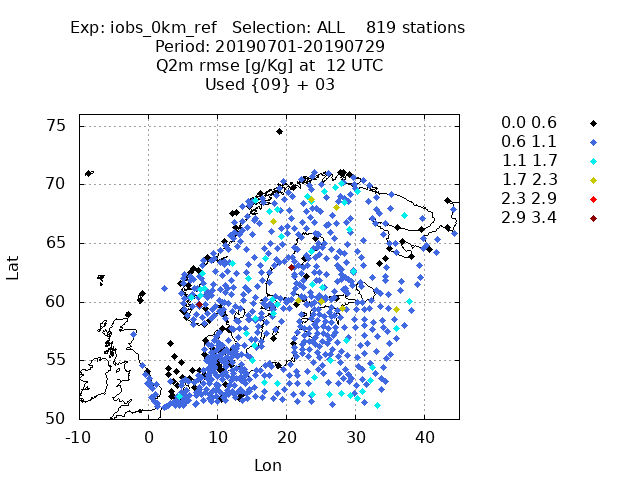 Exp: iobs_0km_ref   Selection: ALL    819 stations
Period: 20190701-20190729
Q2m rmse [g/Kg] at  12 UTC
Used {09} + 03
0.0 0.6
0.6 1.1
1.1 1.7
1.7 2.3
2.3 2.9
2.9 3.4
75
70
65
60
55
50
Lat
-10 0 10 20 30 40
Lon